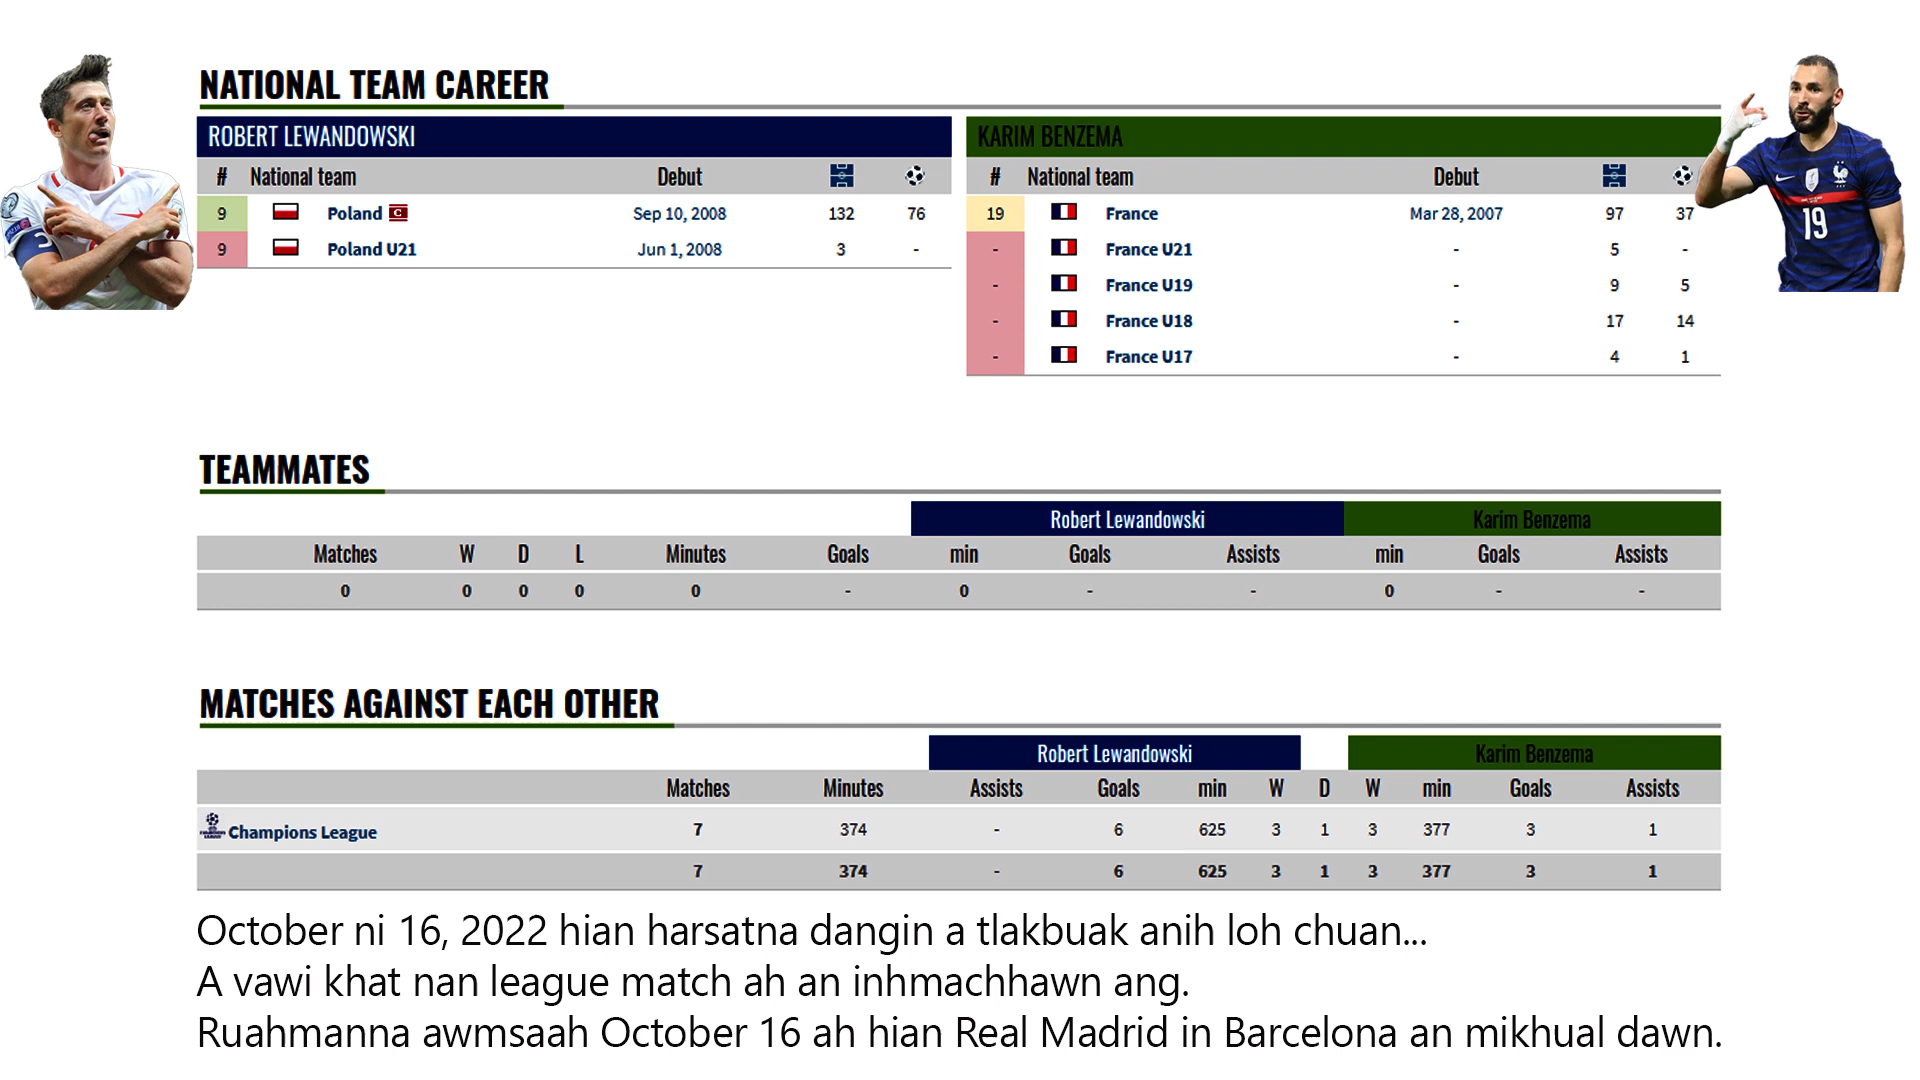 NATIONAL TEAM CAREER
ROBERT LEWANDOWSKI
# National team Debut
9 Poland C Sep 10, 2008 132 76
9 Poland U21 Jun 1, 2008 3 -
KARIM BENZEMA
# National team Debut
19 France Mar 28, 2007 97 37
- France U21 - 5 -
- France U19 - 9 5
- France U18 - 17 14
- France U17 - 4 1
19
TEAMMATES
Robert Lewandowski Karim Benzema
Matches W D L Minutes Goals min Goals Assists min Goals Assists
0 0 0 0 0 - 0 - - 0 - -
MATCHES AGAINST EACH OTHER
Robert Lewandowski Karim Benzema
Matches Minutes Assists Goals min W D W min Goals Assists
Champions League 7 374 - 6 625 3 1 3 377 3 1
7 374 - 6 625 3 1 3 377 3 1
October ni 16, 2022 hian harsatna dangin a tlakbuak anih loh chuan...
A vawi khat nan league match ah an inhmachhawn ang.
Ruahmanna awmsaah October 16 ah hian Real Madrid in Barcelona an mikhual dawn.